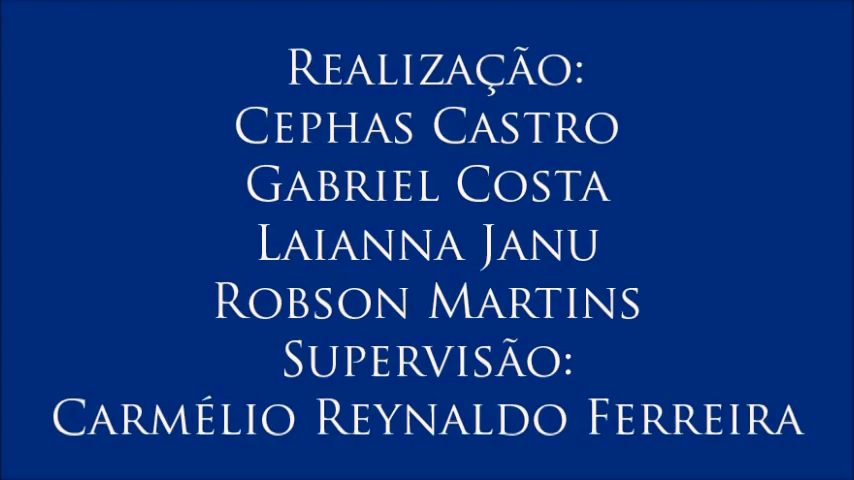 Realização:
Cephas Castro
Gabriel Costa
Laianna Janu
Robson Martins
Supervisão:
Carmélio Reynaldo Ferreira